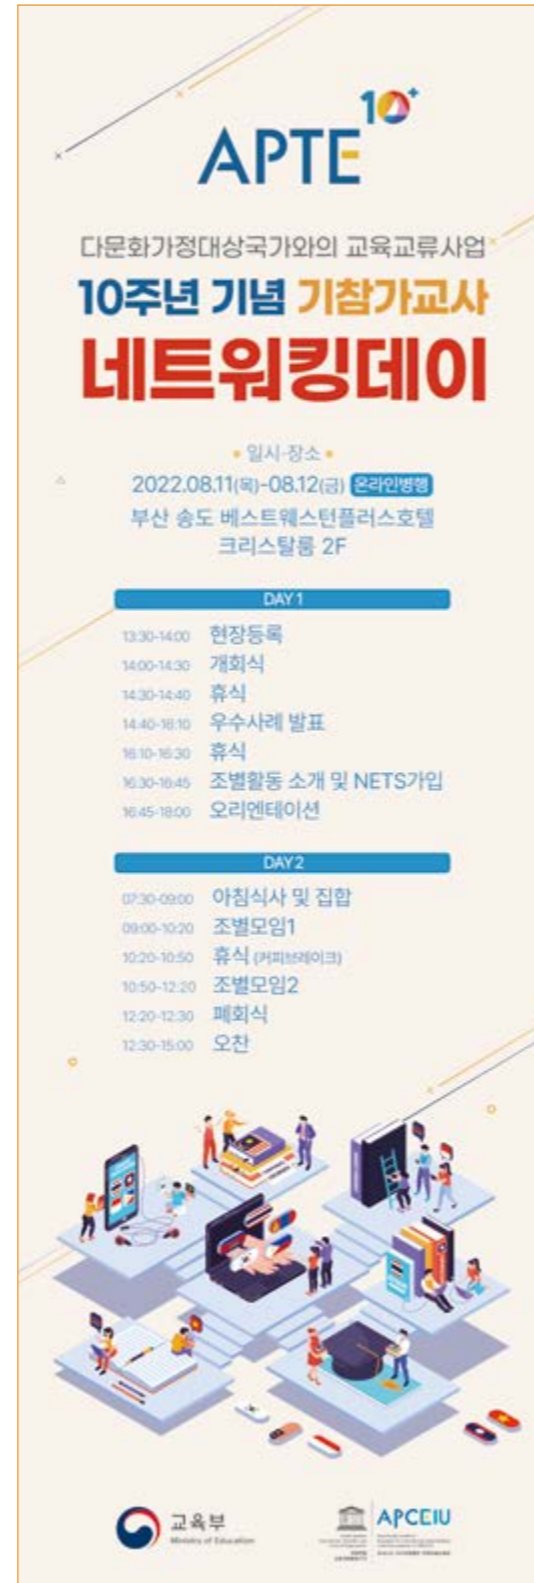 10+
APTE
다문화가정대상국가와의 교육교류사업
10주년 기념 기참가교사
네트워킹데이
일시·장소
2022.08.11(목)-08.12(금) 온라인병행
부산 송도 베스트웨스턴플러스호텔
크리스탈룸 2F
DAY 1
13:30-14:00 현장등록
14:00-14:30 개회식
14:30-14:40 휴식
14:40-16:10 우수사례 발표
16:10-16:30 휴식
16:30-16:45 조별활동 소개 및 NETS가입
16:45-18:00 오리엔테이션
DAY 2
07:30-09:00 아침식사 및 집합
09:00-10:20 조별모임1
10:20-10:50 휴식 (커피브레이크)
10:50-12:20 조별모임2
12:20-12:30 폐회식
12:30-15:00 오찬
교육부
Ministry of Education
APCEIU